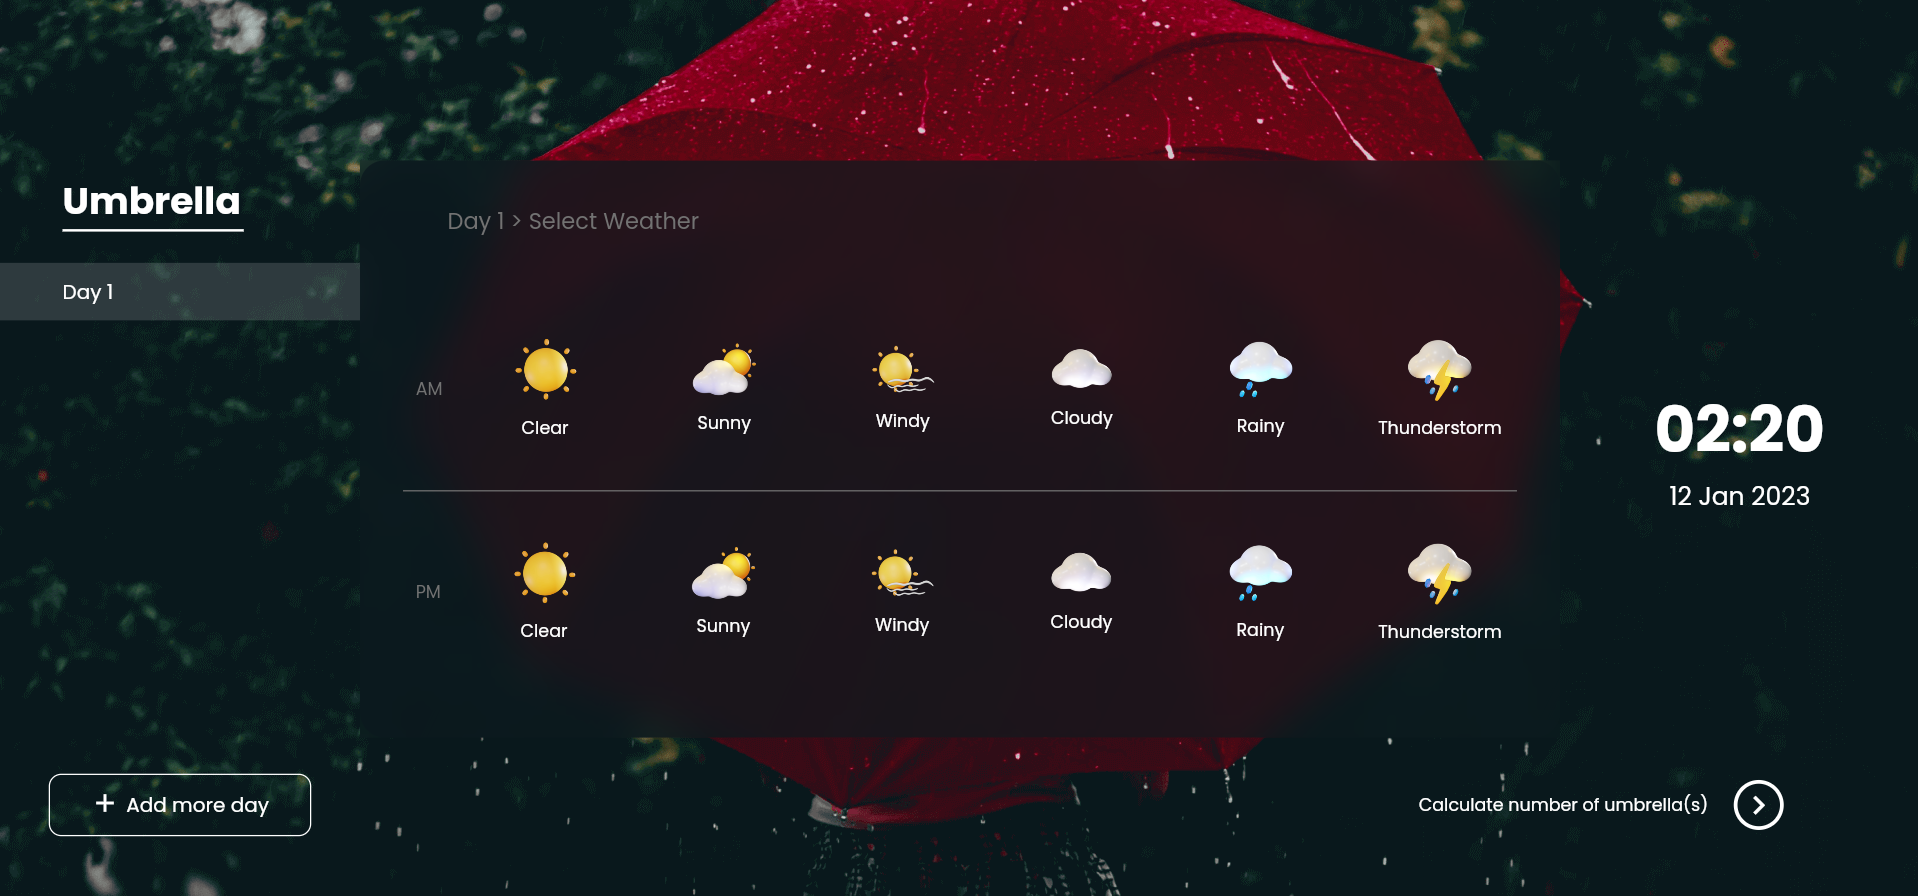 Umbrella
Day 1
Day 1 > Select Weather
AM
Clear
Sunny
Windy
Cloudy
Rainy
Thunderstorm
PM
Clear
Sunny
Windy
Cloudy
Rainy
Thunderstorm
02:20
12 Jan 2023
+ Add more day
Calculate number of umbrella(s)